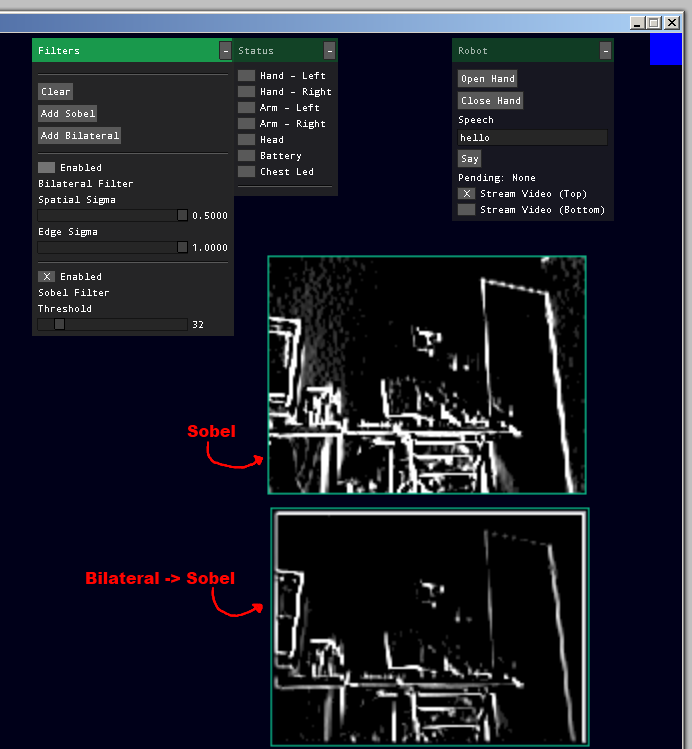 Filters
-
Clear
Add Sobel
Add Bilateral
Enabled
Bilateral Filter
Spatial Sigma
0.5000
Edge Sigma
1.0000
X Enabled
Sobel Filter
Threshold
32
Status
-
Hand - Left
Hand - Right
Arm - Left
Arm - Right
Head
Battery
Chest Led
Robot
-
Open Hand
Close Hand
Speech
hello
Say
Pending: None
X Stream Video (Top)
Stream Video (Bottom)
Sobel
Bilateral -> Sobel